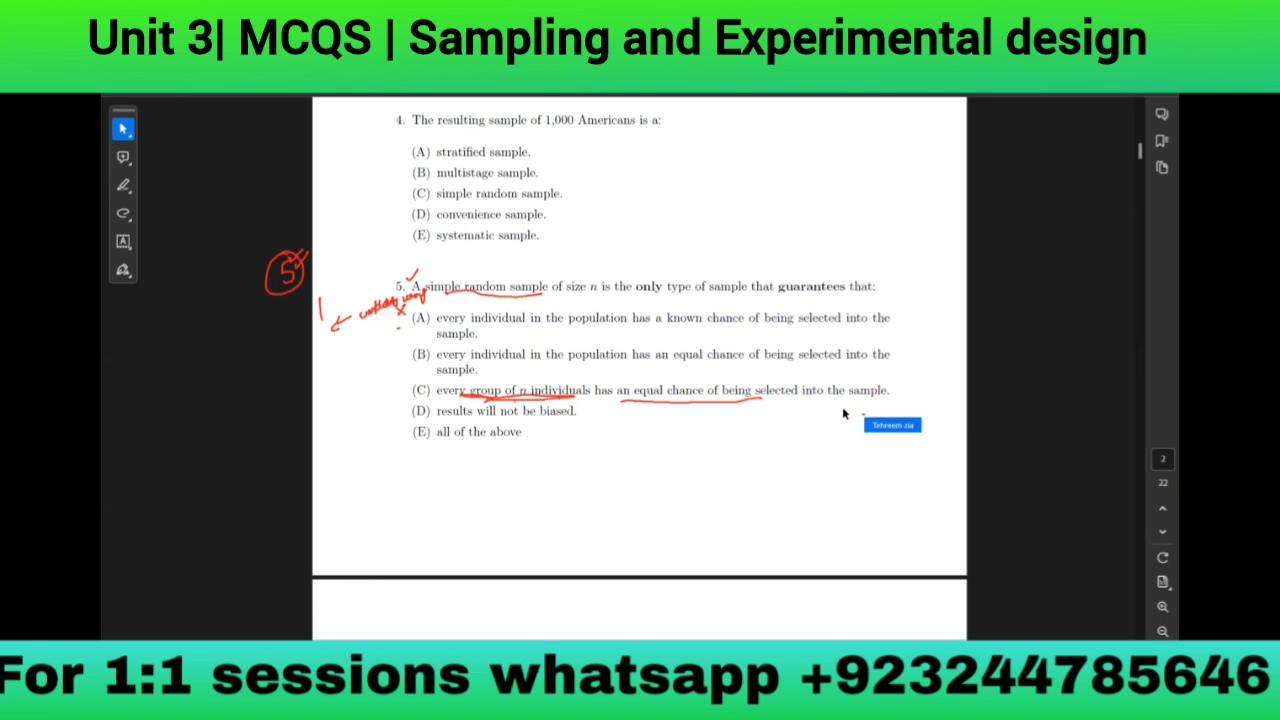 Unit 3| MCQS | Sampling and Experimental design
4. The resulting sample of 1,000 Americans is a:
(A) stratified sample.
(B) multistage sample.
(C) simple random sample.
(D) convenience sample.
(E) systematic sample.
5
5. A simple random sample of size n is the only type of sample that guarantees that:
(A) every individual in the population has a known chance of being selected into the
sample.
(B) every individual in the population has an equal chance of being selected into the
sample.
(C) every group of n individuals has an equal chance of being selected into the sample.
(D) results will not be biased.
Tehreem zia
(E) all of the above
2
22
For 1:1 sessions whatsapp +923244785646